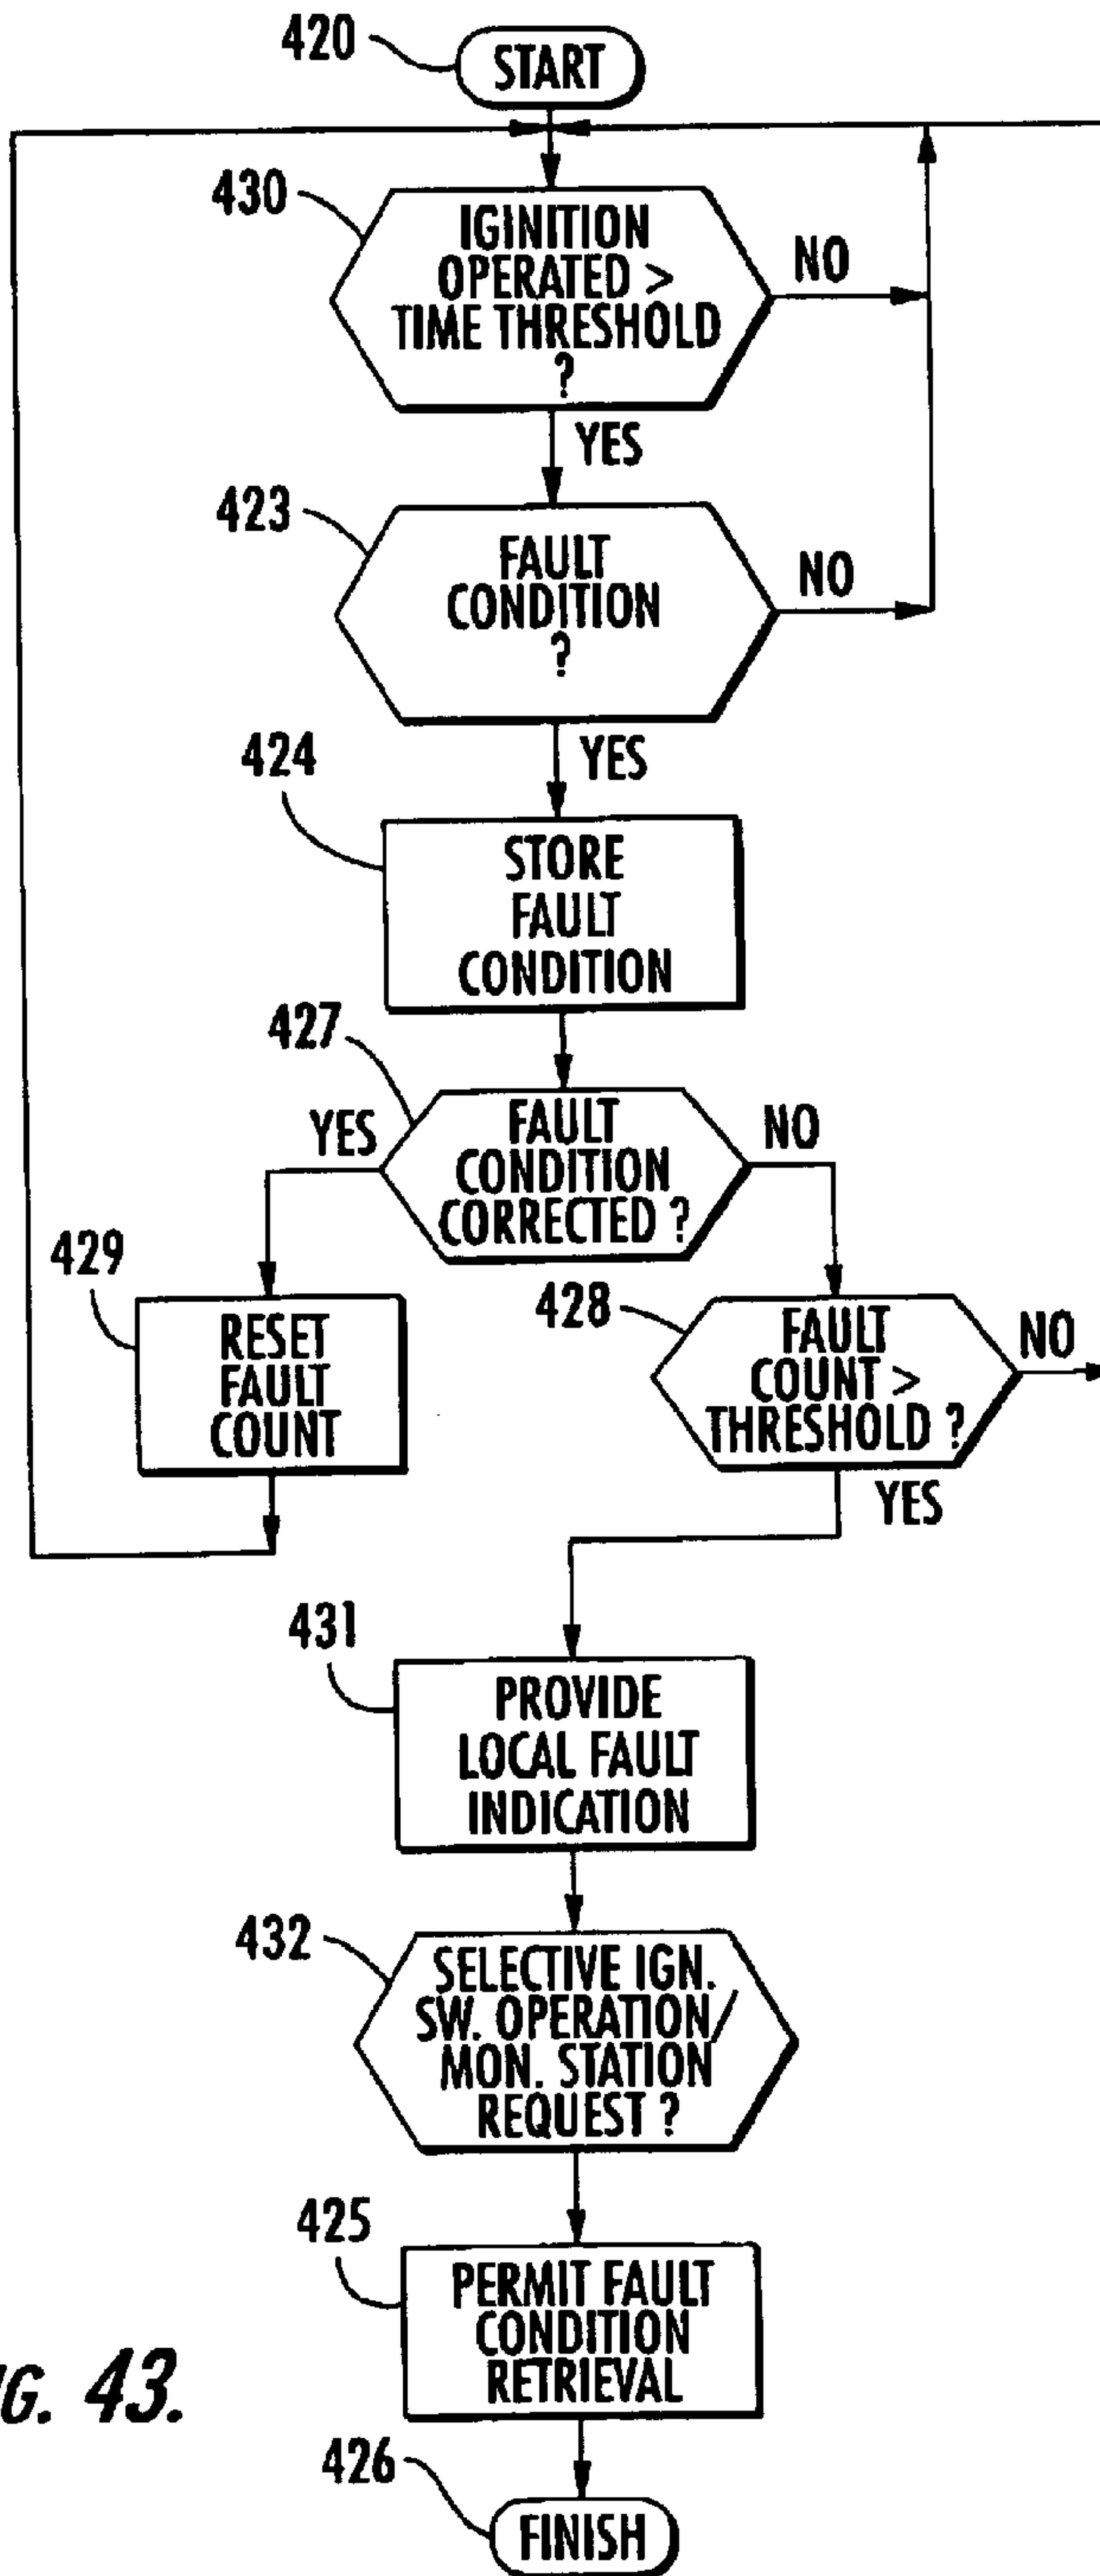 420
START
430
IGINITION
OPERATED >
TIME THRESHOLD
?
NO
YES
423
FAULT
CONDITION
?
NO
YES
424
STORE
FAULT
CONDITION
427
FAULT
CONDITION
CORRECTED ?
YES
NO
429
RESET
FAULT
COUNT
428
FAULT
COUNT >
THRESHOLD ?
NO
YES
431
PROVIDE
LOCAL FAULT
INDICATION
432
SELECTIVE IGN.
SW. OPERATION/
MON. STATION
REQUEST ?
425
PERMIT FAULT
CONDITION
RETRIEVAL
426
FINISH
IG. 43.